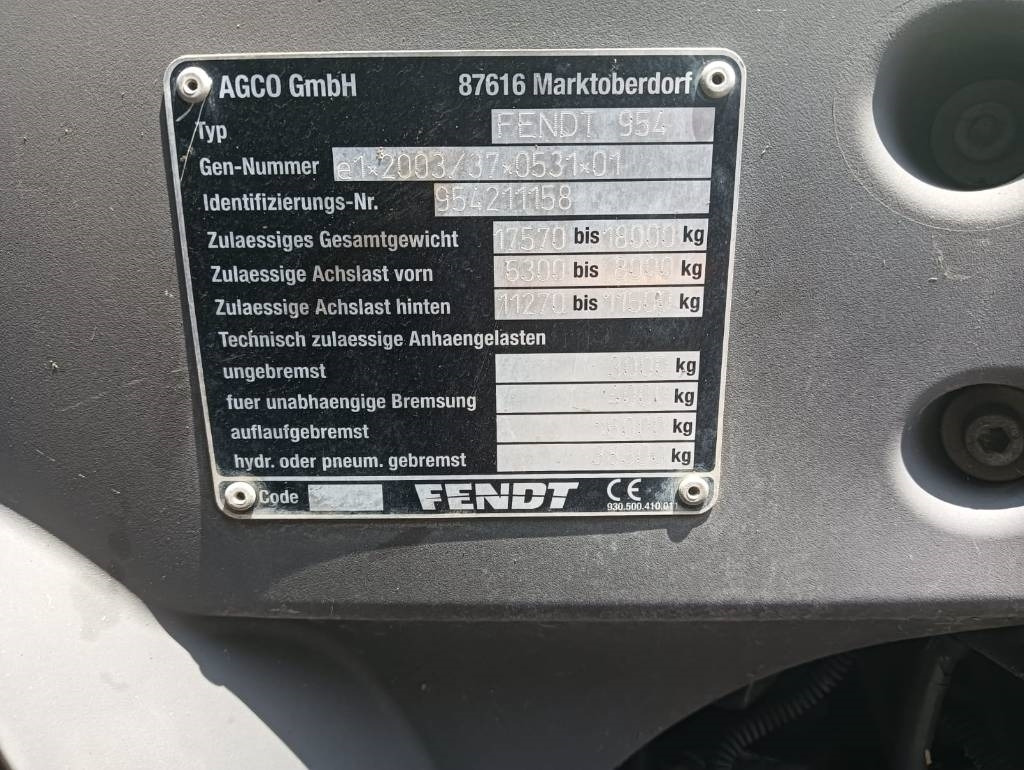 AGCO GmbH 87616 Marktoberdorf
Typ FENDT 954
Gen-Nummer e1*2003/37*0531*01
Identifizierungs-Nr. 954211158
Zulaessiges Gesamtgewicht 17570 bis 18000 kg
Zulaessige Achslast vorn 6300 bis 8000 kg
Zulaessige Achslast hinten 11270 bis kg
Technisch zulaessige Anhaengelasten
ungebremst kg
fuer unabhaengige Bremsung kg
auflaufgebremst kg
hydr. oder pneum. gebremst kg
Code FENDT CE
930.500.410.011